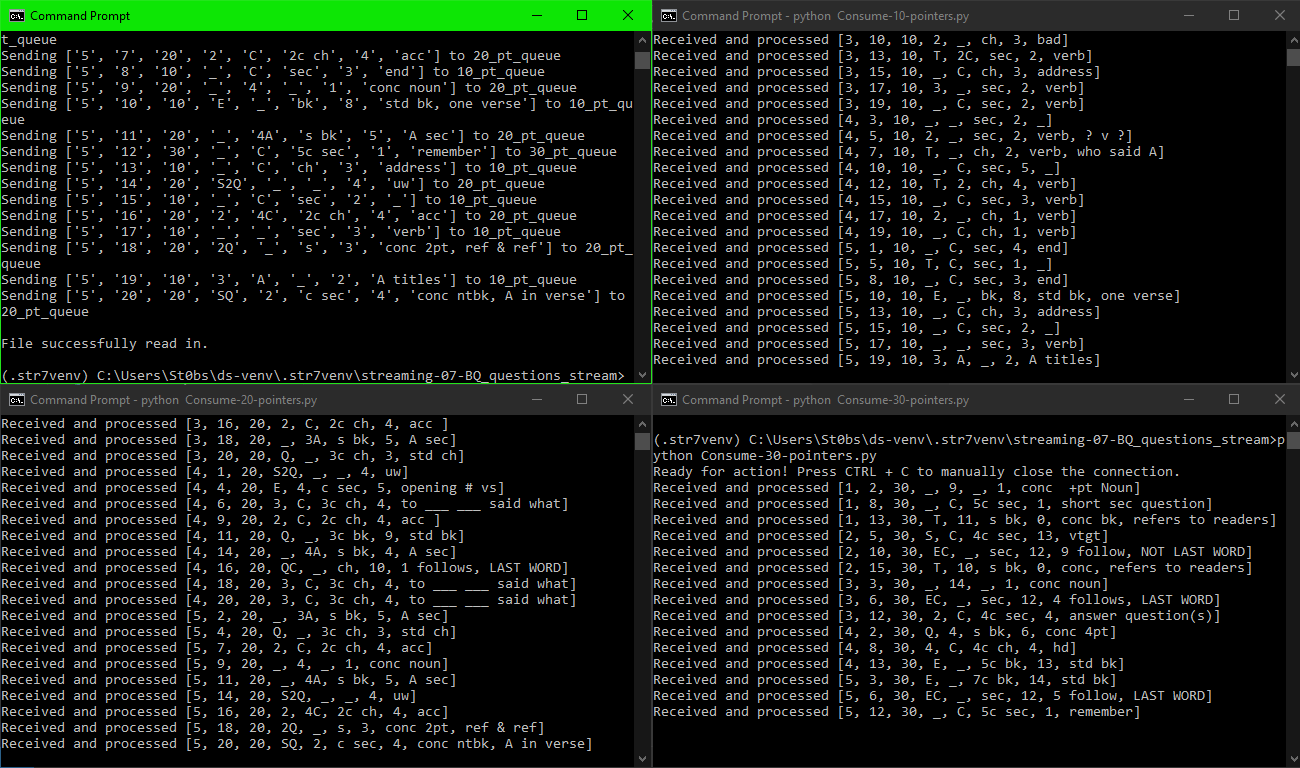 Command Prompt
t_queue
Sending ['5', '7', '20', '2', 'C', '2c ch', '4', 'acc'] to 20_pt_queue
Sending ['5', '8', '10', '_', 'C', 'sec', '3', 'end'] to 10_pt_queue
Sending ['5', '9', '20', '_', '4', '_', '1', 'conc noun'] to 20_pt_queue
Sending ['5', '10', '10', 'E', '_', 'bk', '8', 'std bk, one verse'] to 10_pt_qu
eue
Sending ['5', '11', '20', '_', '4A', 's bk', '5', 'A sec'] to 20_pt_queue
Sending ['5', '12', '30', '_', 'C', '5c sec', '1', 'remember'] to 30_pt_queue
Sending ['5', '13', '10', '_', 'C', 'ch', '3', 'address'] to 10_pt_queue
Sending ['5', '14', '20', 'S2Q', '_', '_', '4', 'uw'] to 20_pt_queue
Sending ['5', '15', '10', '_', 'C', 'sec', '2', '_'] to 10_pt_queue
Sending ['5', '16', '20', '2', '4C', '2c ch', '4', 'acc'] to 20_pt_queue
Sending ['5', '17', '10', '_', '_', 'sec', '3', 'verb'] to 10_pt_queue
Sending ['5', '18', '20', '2Q', '_', 's', '3', 'conc 2pt, ref & ref'] to 20_pt_
queue
Sending ['5', '19', '10', '3', 'A', '_', '2', 'A titles'] to 10_pt_queue
Sending ['5', '20', '20', 'SQ', '2', 'c sec', '4', 'conc ntbk, A in verse'] to
20_pt_queue
File successfully read in.
(.str7venv) C:\Users\St0bs\ds-venv\.str7venv\streaming-07-BQ_questions_stream>
Command Prompt - python  Consume-10-pointers.py
Received and processed [3, 10, 10, 2, _, ch, 3, bad]
Received and processed [3, 13, 10, T, 2C, sec, 2, verb]
Received and processed [3, 15, 10, _, C, ch, 3, address]
Received and processed [3, 17, 10, 3, _, sec, 2, verb]
Received and processed [3, 19, 10, _, C, sec, 2, verb]
Received and processed [4, 3, 10, _, _, sec, 2, _]
Received and processed [4, 5, 10, 2, _, sec, 2, verb, ? v ?]
Received and processed [4, 7, 10, T, _, ch, 2, verb, who said A]
Received and processed [4, 10, 10, _, C, sec, 5, _]
Received and processed [4, 12, 10, T, 2, ch, 4, verb]
Received and processed [4, 15, 10, _, C, sec, 3, verb]
Received and processed [4, 17, 10, 2, _, ch, 1, verb]
Received and processed [4, 19, 10, _, C, ch, 1, verb]
Received and processed [5, 1, 10, _, C, sec, 4, end]
Received and processed [5, 5, 10, T, C, sec, 1, _]
Received and processed [5, 8, 10, _, C, sec, 3, end]
Received and processed [5, 10, 10, E, _, bk, 8, std bk, one verse]
Received and processed [5, 13, 10, _, C, ch, 3, address]
Received and processed [5, 15, 10, _, C, sec, 2, _]
Received and processed [5, 17, 10, _, _, sec, 3, verb]
Received and processed [5, 19, 10, 3, A, _, 2, A titles]
Command Prompt - python  Consume-20-pointers.py
Received and processed [3, 16, 20, 2, C, 2c ch, 4, acc ]
Received and processed [3, 18, 20, _, 3A, s bk, 5, A sec]
Received and processed [3, 20, 20, Q, _, 3c ch, 3, std ch]
Received and processed [4, 1, 20, S2Q, _, _, 4, uw]
Received and processed [4, 4, 20, E, 4, c sec, 5, opening # vs]
Received and processed [4, 6, 20, 3, C, 3c ch, 4, to ___ ___ said what]
Received and processed [4, 9, 20, 2, C, 2c ch, 4, acc ]
Received and processed [4, 11, 20, Q, _, 3c bk, 9, std bk]
Received and processed [4, 14, 20, _, 4A, s bk, 4, A sec]
Received and processed [4, 16, 20, QC, _, ch, 10, 1 follows, LAST WORD]
Received and processed [4, 18, 20, 3, C, 3c ch, 4, to ___ ___ said what]
Received and processed [4, 20, 20, 3, C, 3c ch, 4, to ___ ___ said what]
Received and processed [5, 2, 20, _, 3A, s bk, 5, A sec]
Received and processed [5, 4, 20, Q, _, 3c ch, 3, std ch]
Received and processed [5, 7, 20, 2, C, 2c ch, 4, acc]
Received and processed [5, 9, 20, _, 4, _, 1, conc noun]
Received and processed [5, 11, 20, _, 4A, s bk, 5, A sec]
Received and processed [5, 14, 20, S2Q, _, _, 4, uw]
Received and processed [5, 16, 20, 2, 4C, 2c ch, 4, acc]
Received and processed [5, 18, 20, 2Q, _, s, 3, conc 2pt, ref & ref]
Received and processed [5, 20, 20, SQ, 2, c sec, 4, conc ntbk, A in verse]
Command Prompt - python  Consume-30-pointers.py
(.str7venv) C:\Users\St0bs\ds-venv\.str7venv\streaming-07-BQ_questions_stream>p
ython Consume-30-pointers.py
Ready for action! Press CTRL + C to manually close the connection.
Received and processed [1, 2, 30, _, 9, _, 1, conc  +pt Noun]
Received and processed [1, 8, 30, _, C, 5c sec, 1, short sec question]
Received and processed [1, 13, 30, T, 11, s bk, 0, conc bk, refers to readers]
Received and processed [2, 5, 30, S, C, 4c sec, 13, vtgt]
Received and processed [2, 10, 30, EC, _, sec, 12, 9 follow, NOT LAST WORD]
Received and processed [2, 15, 30, T, 10, s bk, 0, conc, refers to readers]
Received and processed [3, 3, 30, _, 14, _, 1, conc noun]
Received and processed [3, 6, 30, EC, _, sec, 12, 4 follows, LAST WORD]
Received and processed [3, 12, 30, 2, C, 4c sec, 4, answer question(s)]
Received and processed [4, 2, 30, Q, 4, s bk, 6, conc 4pt]
Received and processed [4, 8, 30, 4, C, 4c ch, 4, hd]
Received and processed [4, 13, 30, E, _, 5c bk, 13, std bk]
Received and processed [5, 3, 30, E, _, 7c bk, 14, std bk]
Received and processed [5, 6, 30, EC, _, sec, 12, 5 follow, LAST WORD]
Received and processed [5, 12, 30, _, C, 5c sec, 1, remember]